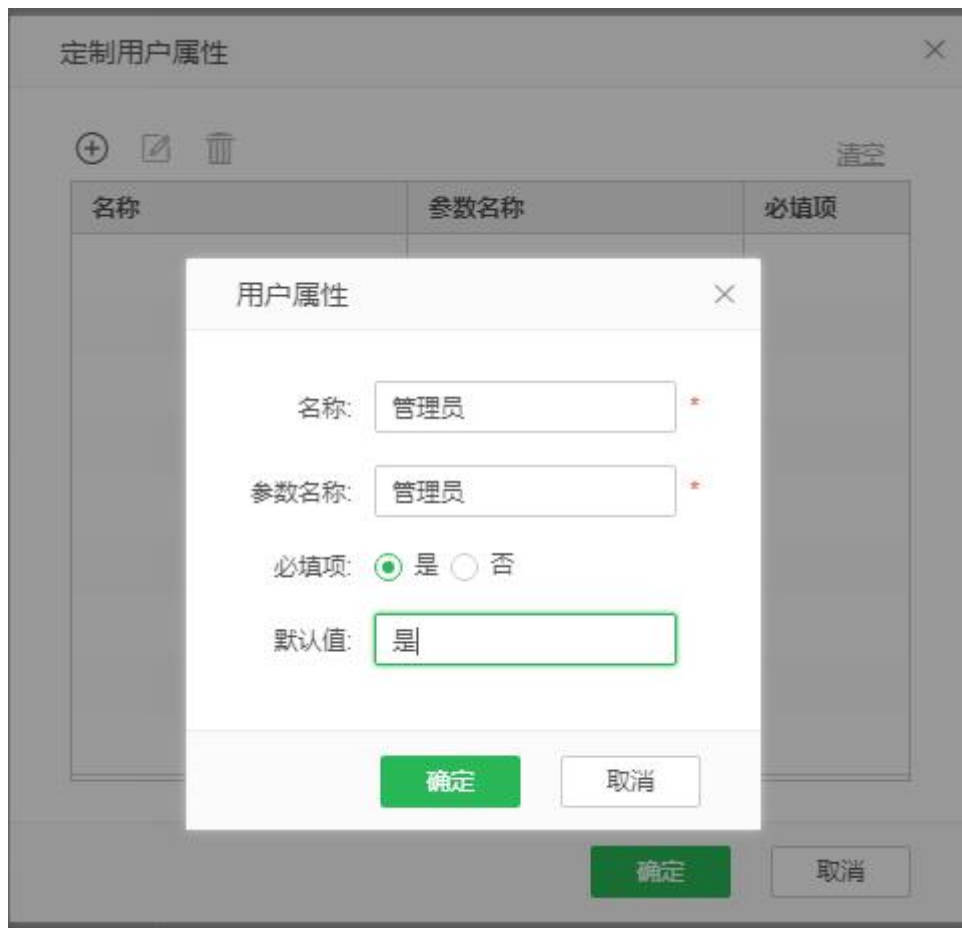 定制用户属性
清空
名称 参数名称 必填项
用户属性
名称: 管理员 *
参数名称: 管理员 *
必填项: 是 否
默认值: 是
确定 取消
确定 取消